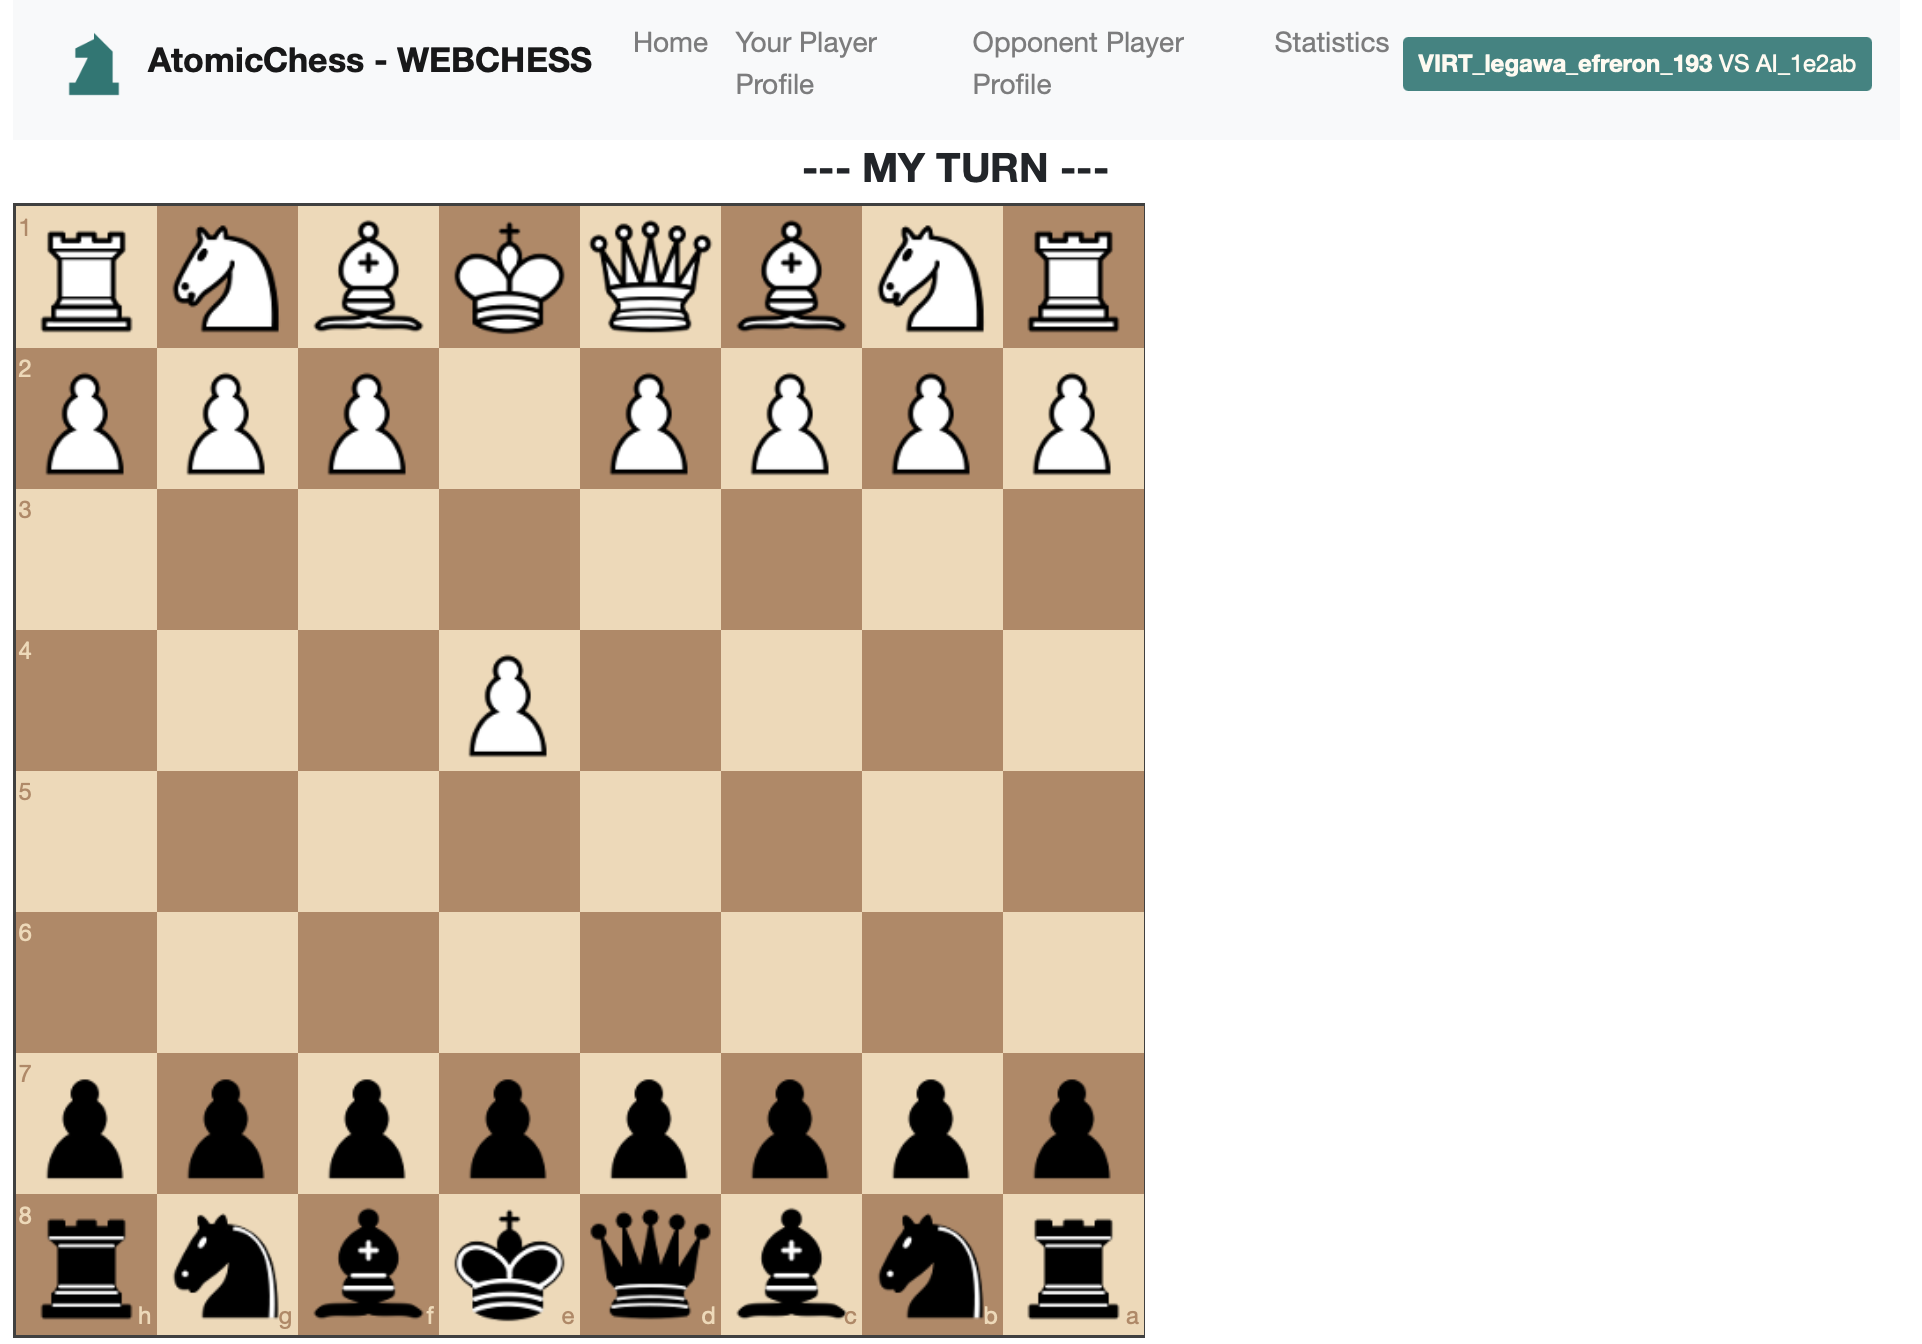 AtomicChess - WEBCHESS
Home
Your Player
Profile
Opponent Player
Profile
Statistics
VIRT_legawa_efreron_193 VS AI_1e2ab
--- MY TURN ---
1
2
3
4
5
6
7
8
h g f e d c b a